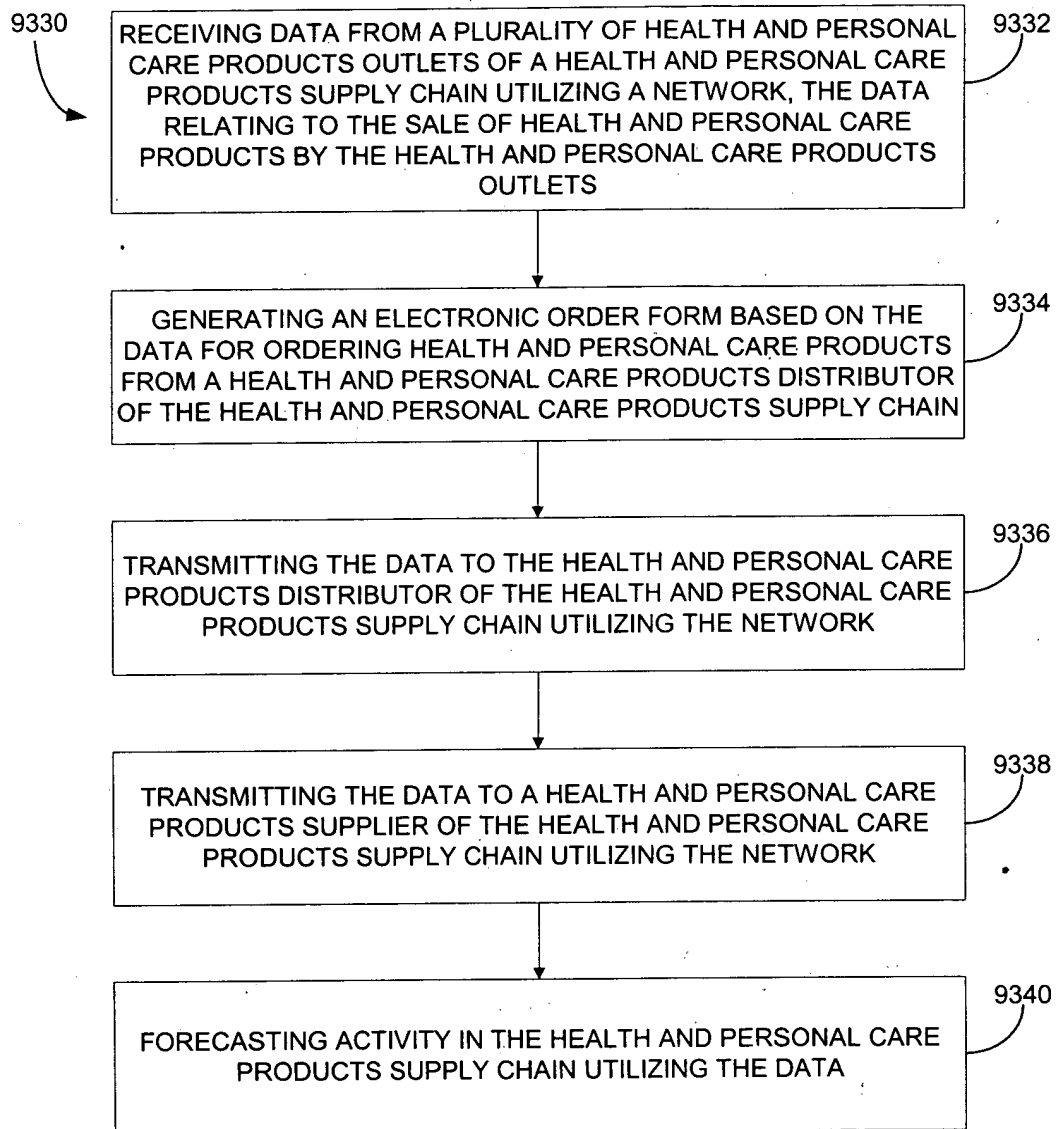 9330
RECEIVING DATA FROM A PLURALITY OF HEALTH AND PERSONAL
CARE PRODUCTS OUTLETS OF A HEALTH AND PERSONAL CARE
PRODUCTS SUPPLY CHAIN UTILIZING A NETWORK, THE DATA
RELATING TO THE SALE OF HEALTH AND PERSONAL CARE
PRODUCTS BY THE HEALTH AND PERSONAL CARE PRODUCTS
OUTLETS
9332
GENERATING AN ELECTRONIC ORDER FORM BASED ON THE
DATA FOR ORDERING HEALTH AND PERSONAL CARE PRODUCTS
FROM A HEALTH AND PERSONAL CARE PRODUCTS DISTRIBUTOR
OF THE HEALTH AND PERSONAL CARE PRODUCTS SUPPLY CHAIN
9334
TRANSMITTING THE DATA TO THE HEALTH AND PERSONAL CARE
PRODUCTS DISTRIBUTOR OF THE HEALTH AND PERSONAL CARE
PRODUCTS SUPPLY CHAIN UTILIZING THE NETWORK
9336
TRANSMITTING THE DATA TO A HEALTH AND PERSONAL CARE
PRODUCTS SUPPLIER OF THE HEALTH AND PERSONAL CARE
PRODUCTS SUPPLY CHAIN UTILIZING THE NETWORK
9338
FORECASTING ACTIVITY IN THE HEALTH AND PERSONAL CARE
PRODUCTS SUPPLY CHAIN UTILIZING THE DATA
9340